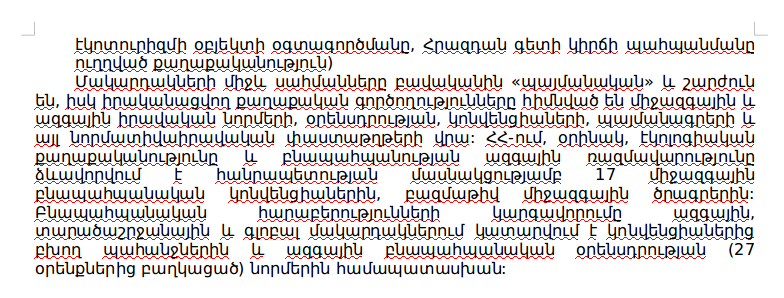 էկոտուրիզմի օբյեկտի օգտագործմանը, Հրազդան գետի կիրճի պահպանմանը
ուղղված քաղաքականություն)
Մակարդակների միջև սահմանները բավականին «պայմանական» և շարժուն
են, իսկ իրականացվող քաղաքական գործողությունները հիմնված են միջազգային և
ազգային իրավական նորմերի, օրենսդրության, կոնվենցիաների, պայմանագրերի և
այլ նորմատիվաիրավական փաստաթղթերի վրա: ՀՀ-ում, օրինակ, էկոլոգիական
քաղաքականությունը և բնապահպանության ազգային ռազմավարությունը
ձևավորվում է հանրապետության մասնակցությամբ 17 միջազգային
բնապահպանական կոնվենցիաներին, բազմաթիվ միջազգային ծրագրերին:
Բնապահպանական հարաբերությունների կարգավորումը ազգային,
տարածաշրջանային և գլոբալ մակարդակներում կատարվում է կոնվենցիաներից
բխող պահանջներին և ազգային բնապահպանական օրենսդրության (27
օրենքներից բաղկացած) նորմերին համապատասխան: